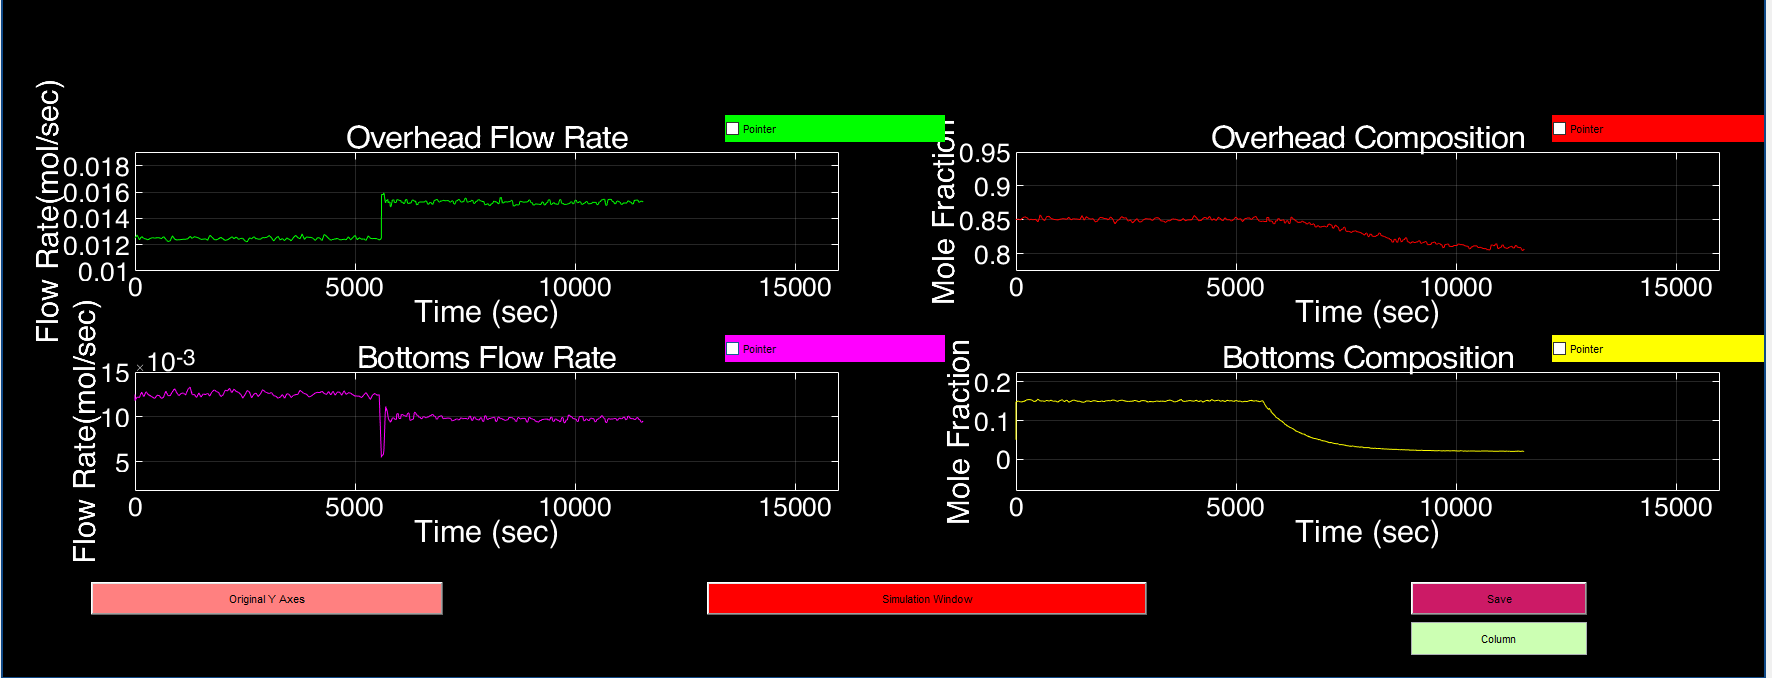 Overhead Flow Rate
Pointer
Flow Rate(mol/sec)
0.018
0.016
0.014
0.012
0.01
0 5000 10000 15000
Time (sec)
Overhead Composition
Pointer
Mole Fraction
0.95
0.9
0.85
0.8
0 5000 10000 15000
Time (sec)
Bottoms Flow Rate
Pointer
Flow Rate(mol/sec)
× 10-3
15
10
5
0 5000 10000 15000
Time (sec)
Bottoms Composition
Pointer
Mole Fraction
0.2
0.1
0
0 5000 10000 15000
Time (sec)
Original Y Axes
Simulation Window
Save
Column